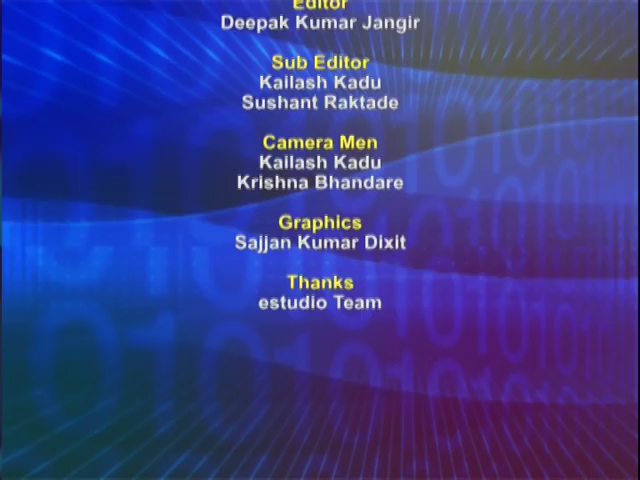 Editor
Deepak Kumar Jangir
Sub Editor
Kailash Kadu
Sushant Raktade
Camera Men
Kailash Kadu
Krishna Bhandare
Graphics
Sajjan Kumar Dixit
Thanks
estudio Team